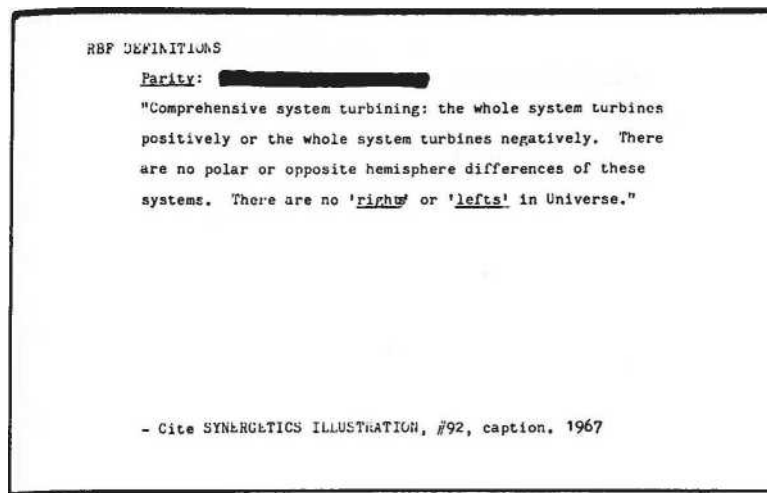 RBF DEFINITIONS
Parity:
"Comprehensive system turbining: the whole system turbines
positively or the whole system turbines negatively. There
are no polar or opposite hemisphere differences of these
systems. There are no 'rights' or 'lefts' in Universe."
- Cite SYNERGETICS ILLUSTRATION, #92, caption. 1967